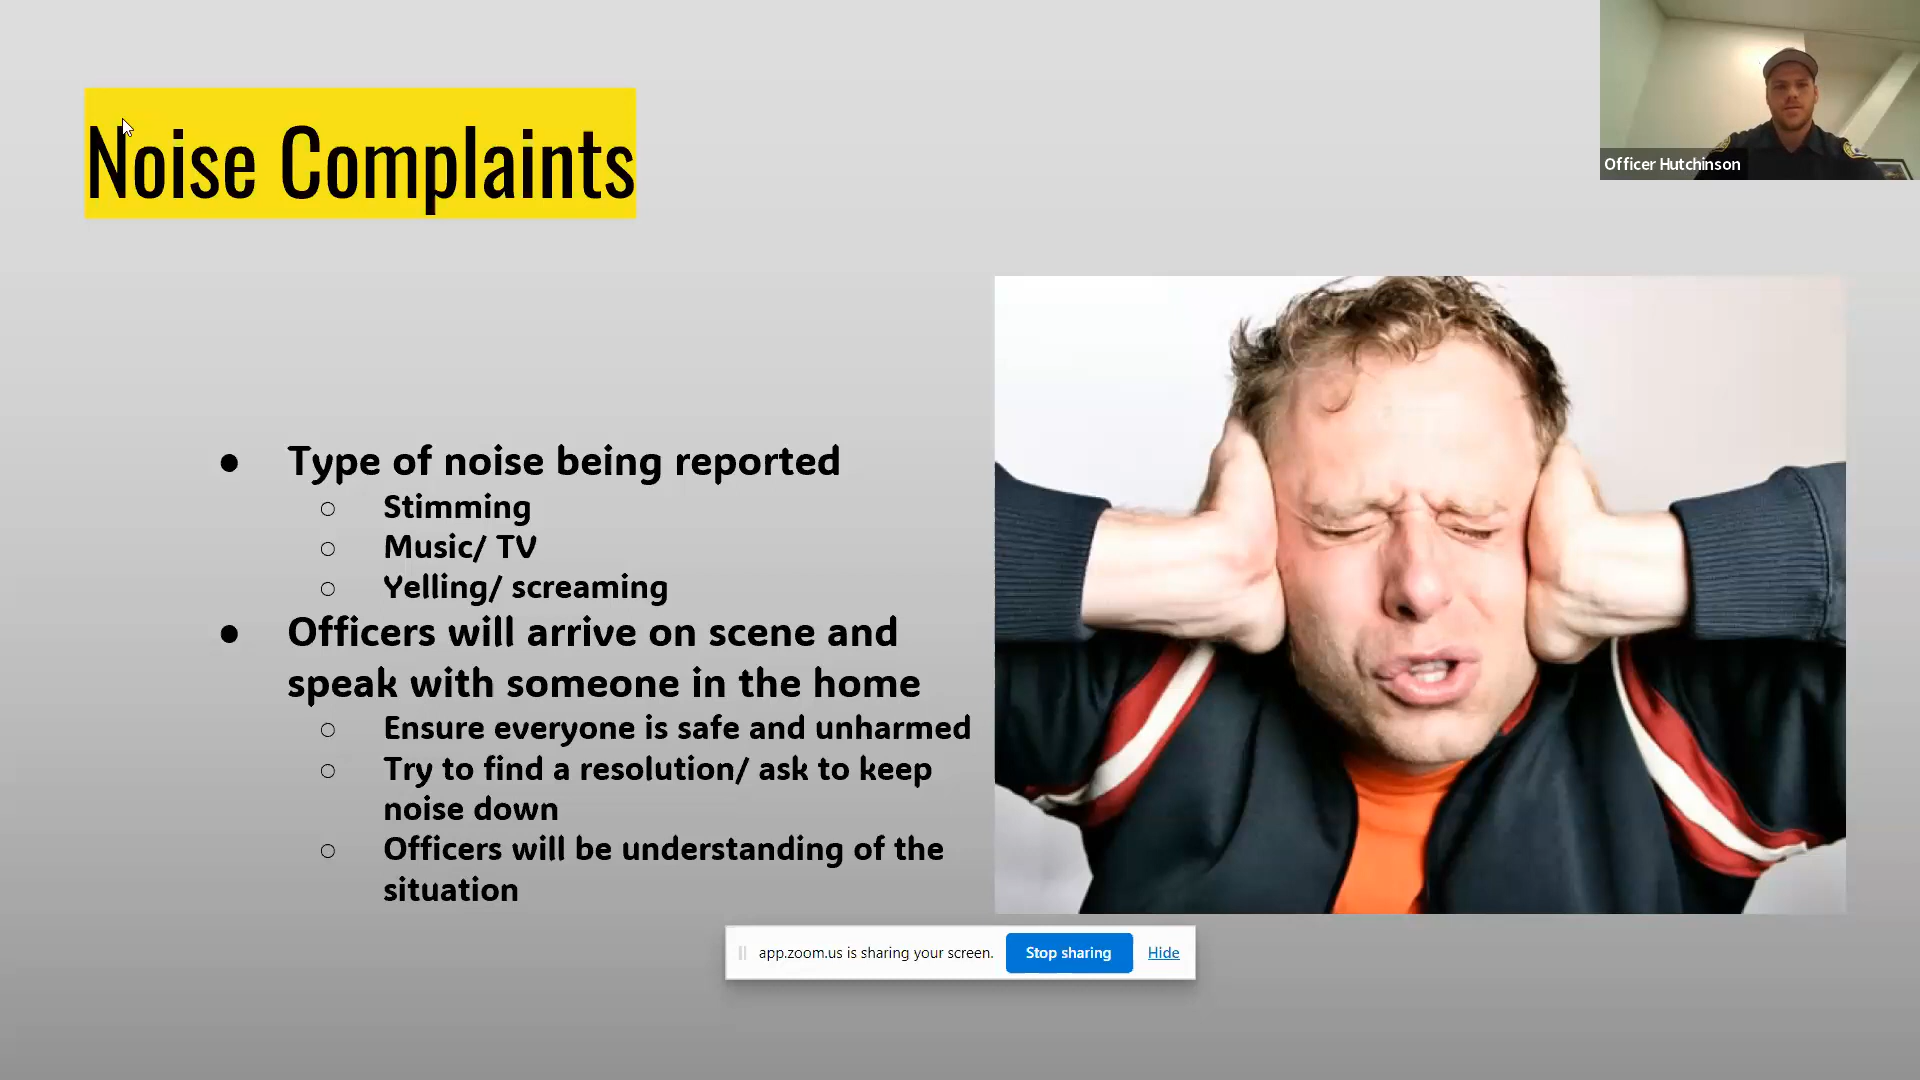 Noise Complaints
Officer Hutchinson
● Type of noise being reported
○ Stimming
○ Music/ TV
○ Yelling/ screaming
● Officers will arrive on scene and
speak with someone in the home
○ Ensure everyone is safe and unharmed
○ Try to find a resolution/ ask to keep
noise down
○ Officers will be understanding of the
situation
app.zoom.us is sharing your screen. Stop sharing Hide